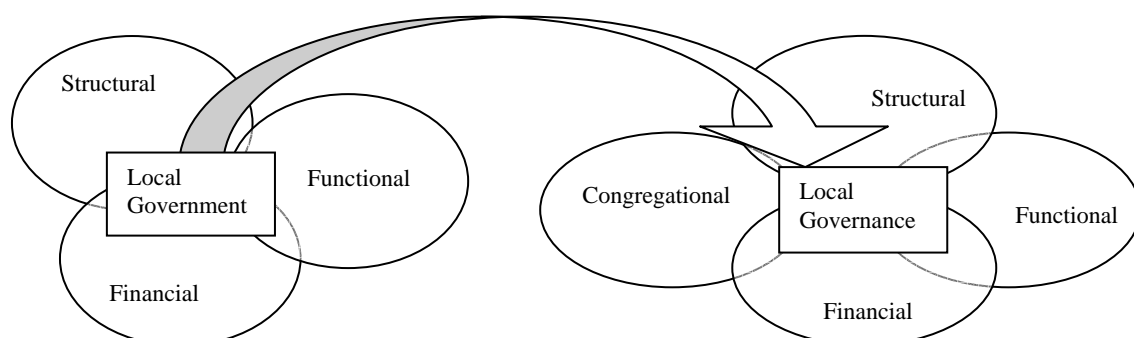 Structural
Local
Government
Functional
Financial
Structural
Congregational
Local
Governance
Functional
Financial